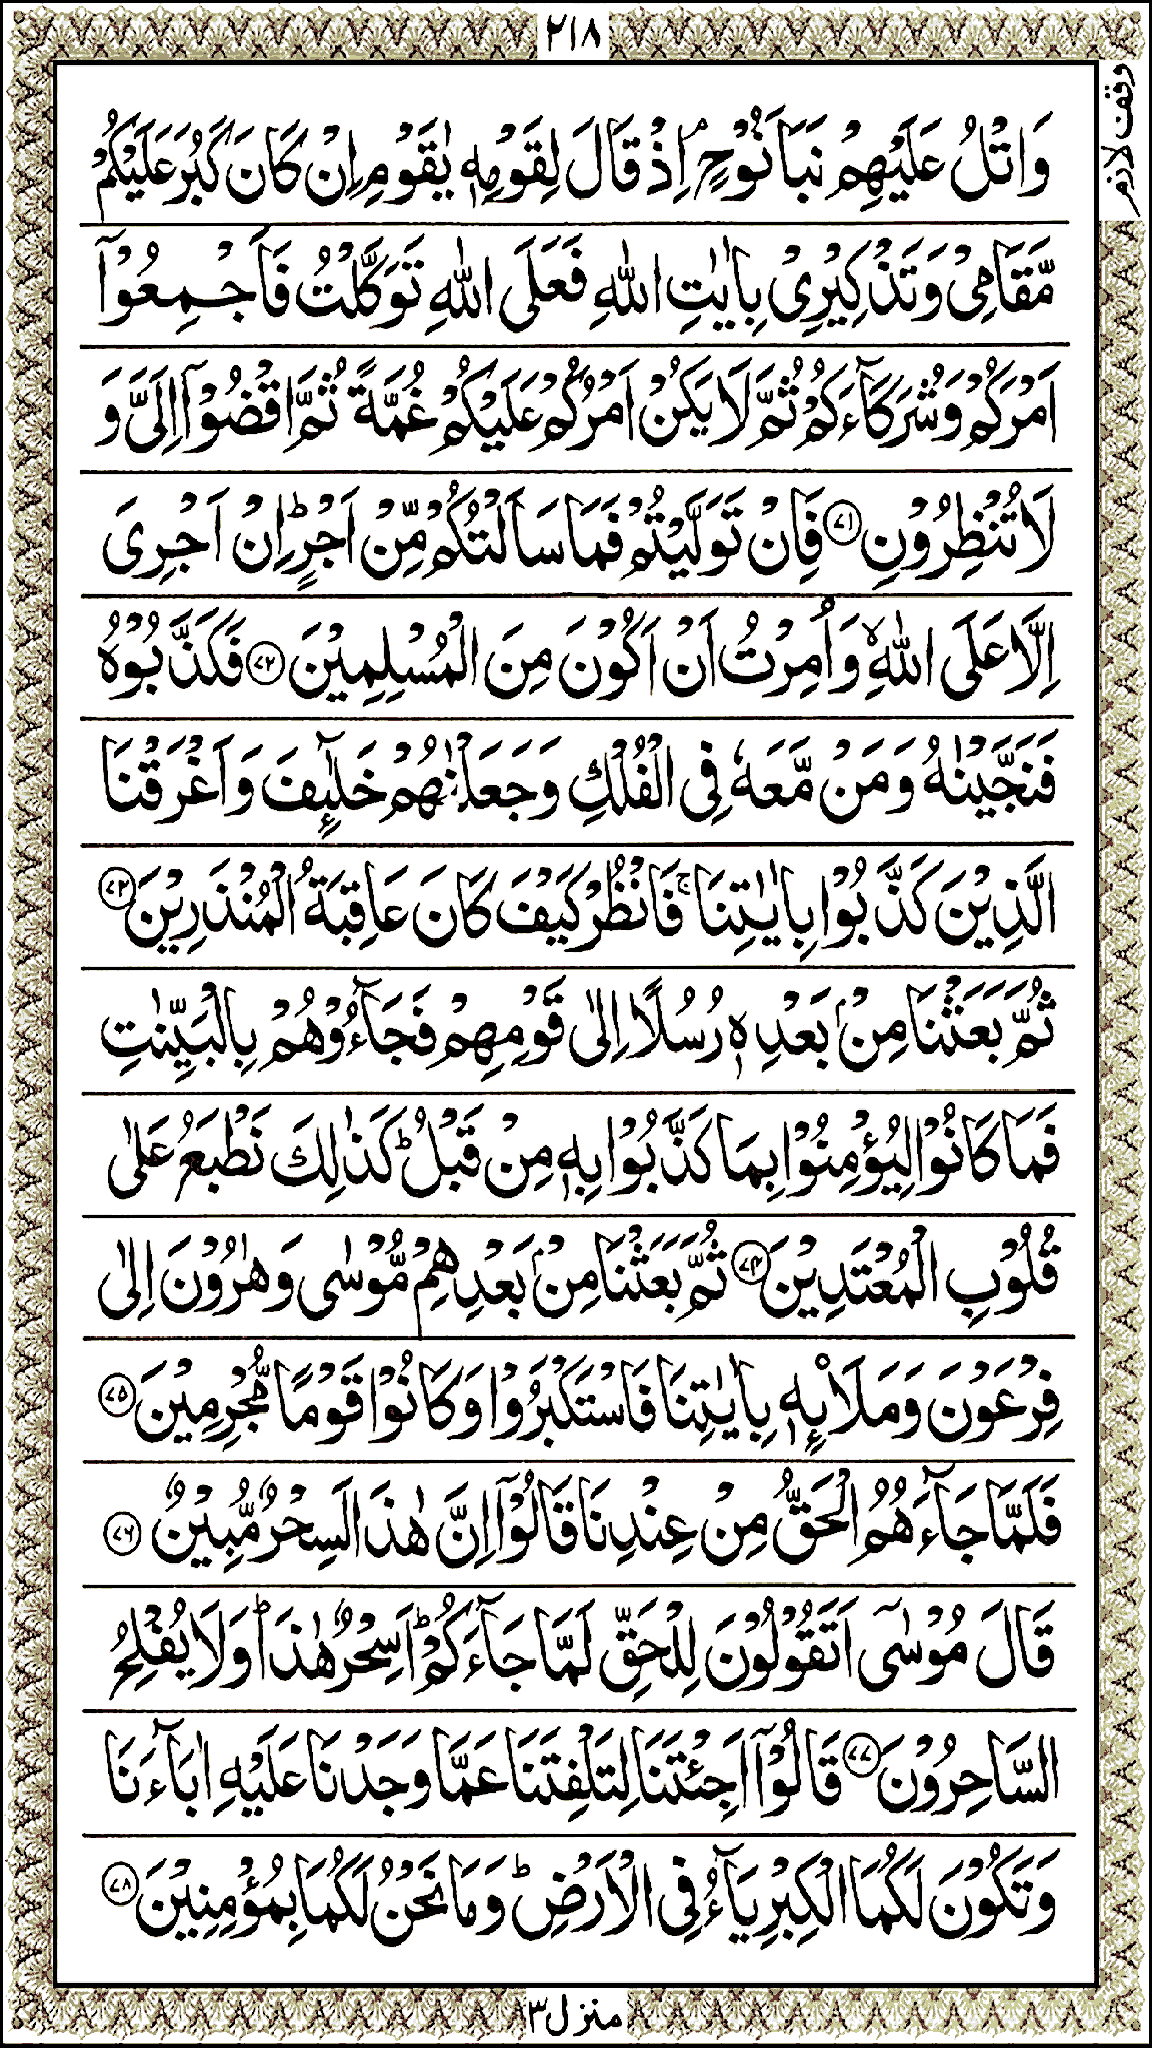 ٢١٨
وقف لازم
وَاتْلُ عَلَيْهِمْ نَبَاَ نُوْحٍ ۘ اِذْ قَالَ لِقَوْمِهٖ يٰقَوْمِ اِنْ كَانَ كَبُرَ عَلَيْكُمْ
مَّقَامِيْ وَتَذْكِيْرِيْ بِاٰيٰتِ اللّٰهِ فَعَلَى اللّٰهِ تَوَكَّلْتُ فَاَجْمِعُوْٓا
اَمْرَكُمْ وَشُرَكَآءَكُمْ ثُمَّ لَا يَكُنْ اَمْرُكُمْ عَلَيْكُمْ غُمَّةً ثُمَّ اقْضُوْٓا اِلَيَّ وَ
لَا تُنْظِرُوْنِ ٧١ فَاِنْ تَوَلَّيْتُمْ فَمَا سَاَلْتُكُمْ مِّنْ اَجْرٍ ؕ اِنْ اَجْرِيَ
اِلَّا عَلَى اللّٰهِ ۙ وَاُمِرْتُ اَنْ اَكُوْنَ مِنَ الْمُسْلِمِيْنَ ٧٢ فَكَذَّبُوْهُ
فَنَجَّيْنٰهُ وَمَنْ مَّعَهٗ فِي الْفُلْكِ وَجَعَلْنٰهُمْ خَلٰٓئِفَ وَاَغْرَقْنَا
الَّذِيْنَ كَذَّبُوْا بِاٰيٰتِنَا ۚ فَانْظُرْ كَيْفَ كَانَ عَاقِبَةُ الْمُنْذَرِيْنَ ٧٣
ثُمَّ بَعَثْنَا مِنْۢ بَعْدِهٖ رُسُلًا اِلٰى قَوْمِهِمْ فَجَآءُوْهُمْ بِالْبَيِّنٰتِ
فَمَا كَانُوْا لِيُؤْمِنُوْا بِمَا كَذَّبُوْا بِهٖ مِنْ قَبْلُ ؕ كَذٰلِكَ نَطْبَعُ عَلٰى
قُلُوْبِ الْمُعْتَدِيْنَ ٧٤ ثُمَّ بَعَثْنَا مِنْۢ بَعْدِهِمْ مُّوْسٰى وَهٰرُوْنَ اِلٰى
فِرْعَوْنَ وَمَلَا۟ئِهٖ بِاٰيٰتِنَا فَاسْتَكْبَرُوْا وَكَانُوْا قَوْمًا مُّجْرِمِيْنَ ٧٥
فَلَمَّا جَآءَهُمُ الْحَقُّ مِنْ عِنْدِنَا قَالُوْٓا اِنَّ هٰذَا لَسِحْرٌ مُّبِيْنٌ ٧٦
قَالَ مُوْسٰٓى اَتَقُوْلُوْنَ لِلْحَقِّ لَمَّا جَآءَكُمْ ؕ اَسِحْرٌ هٰذَا ؕ وَلَا يُفْلِحُ
السَّاحِرُوْنَ ٧٧ قَالُوْٓا اَجِئْتَنَا لِتَلْفِتَنَا عَمَّا وَجَدْنَا عَلَيْهِ اٰبَآءَنَا
وَتَكُوْنَ لَكُمَا الْكِبْرِيَآءُ فِي الْاَرْضِ ؕ وَمَا نَحْنُ لَكُمَا بِمُؤْمِنِيْنَ ٧٨
منزل ٣